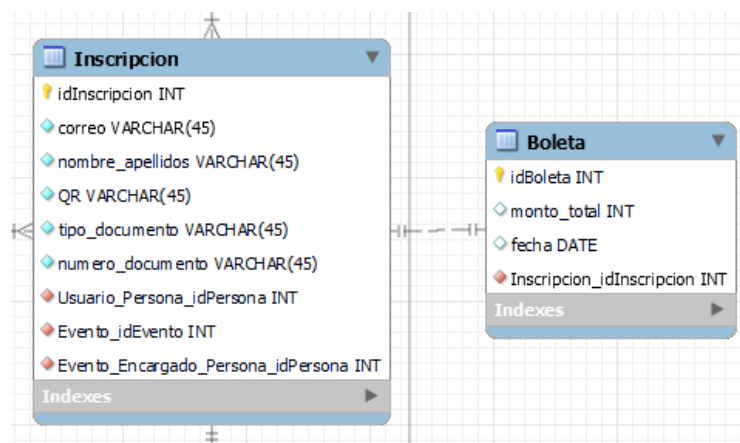 Inscripcion
idInscripcion INT
correo VARCHAR(45)
nombre_apellidos VARCHAR(45)
QR VARCHAR(45)
tipo_documento VARCHAR(45)
numero_documento VARCHAR(45)
Usuario_Persona_idPersona INT
Evento_idEvento INT
Evento_Encargado_Persona_idPersona INT
Indexes
Boleta
idBoleta INT
monto_total INT
fecha DATE
Inscripcion_idInscripcion INT
Indexes